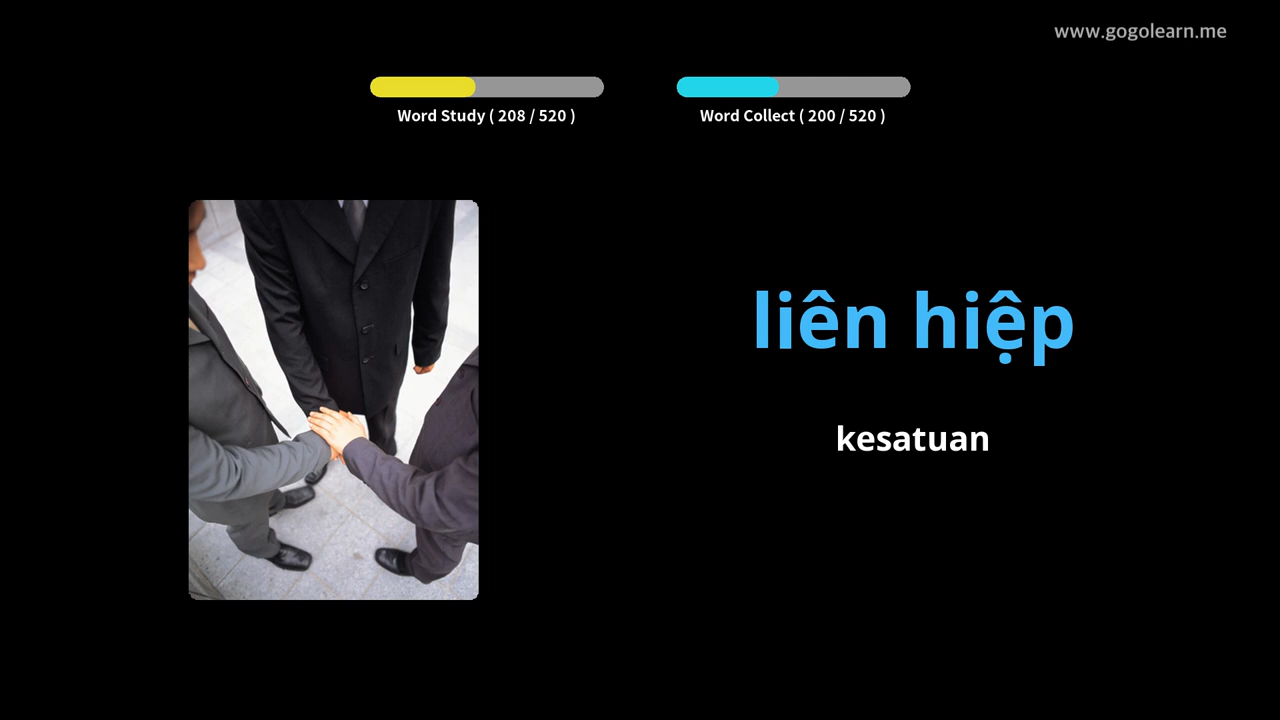 www.gogolearn.me
Word Study ( 208 / 520 )
Word Collect ( 200 / 520 )
liên hiệp
kesatuan